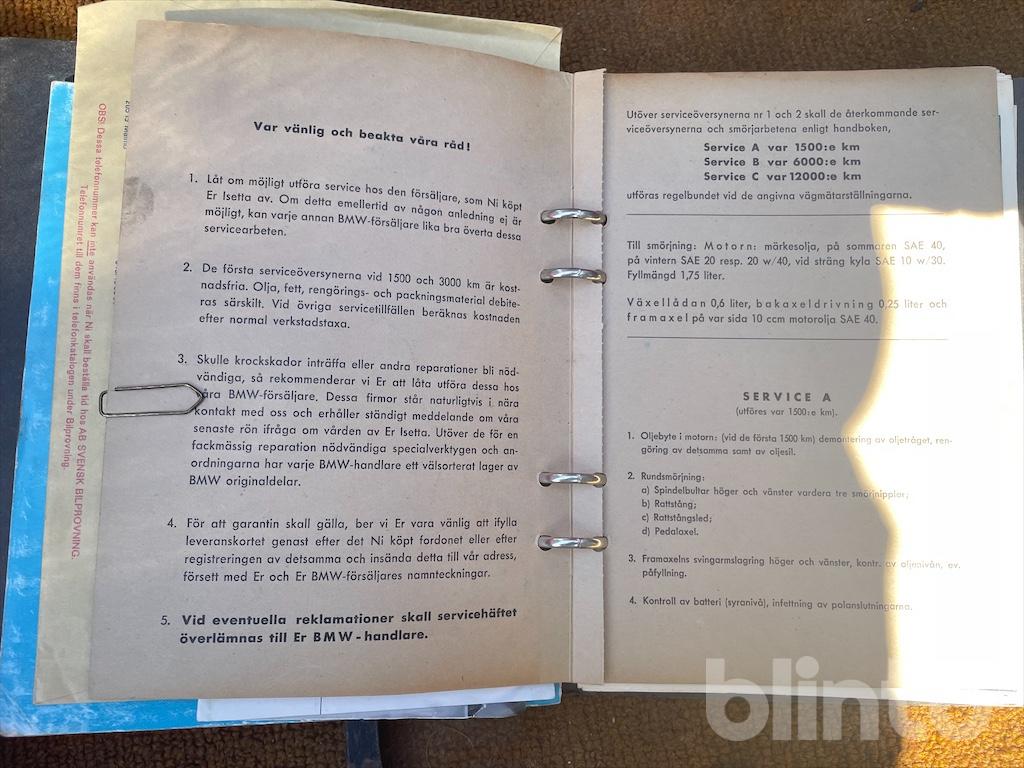 Var vänlig och beakta våra råd!
1. Låt om möjligt utföra service hos den försäljare, som Ni köpt
Er Isetta av. Om detta emellertid av någon anledning ej är
möjligt, kan varje annan BMW-försäljare lika bra överta dessa
servicearbeten.
2. De första serviceöversynerna vid 1500 och 3000 km är kost-
nadsfria. Olja, fett, rengörings- och packningsmaterial debite-
ras särskilt. Vid övriga servicetillfällen beräknas kostnaden
efter normal verkstadstaxa.
3. Skulle krockskador inträffa eller andra reparationer bli nöd-
vändiga, så rekommenderar vi Er att låta utföra dessa hos
våra BMW-försäljare. Dessa firmor står naturligtvis i nära
kontakt med oss och erhåller ständigt meddelande om våra
senaste rön ifråga om vården av Er Isetta. Utöver de för en
fackmässig reparation nödvändiga specialverktygen och an-
ordningarna har varje BMW-handlare ett välsorterat lager av
BMW originaldelar.
4. För att garantin skall gälla, ber vi Er vara vänlig att ifylla
leveranskortet genast efter det Ni köpt fordonet eller efter
registreringen av detsamma och insända detta till vår adress,
försett med Er och Er BMW-försäljares namnteckningar.
5. Vid eventuella reklamationer skall servicehäftet
överlämnas till Er BMW-handlare.
OBS! Dessa telefonnummer kan inte användas när Ni skall beställa tid hos AB SVENSK BILPROVNING.
Telefonnumret till dem finns i telefonkatalogen under Bilprovning.
Utöver serviceöversynerna nr 1 och 2 skall de återkommande ser-
viceöversynerna och smörjarbetena enligt handboken,
Service A var 1500:e km
Service B var 6000:e km
Service C var 12000:e km
utföras regelbundet vid de angivna vägmätarställningarna.
Till smörjning: Motorn: märkesolja, på sommaren SAE 40,
på vintern SAE 20 resp. 20 w/40, vid sträng kyla SAE 10 w/30.
Fyllmängd 1,75 liter.
Växellådan 0,6 liter, bakaxeldrivning 0,25 liter och
framaxel på var sida 10 ccm motorolja SAE 40.
SERVICE A
(utföres var 1500:e km).
1. Oljebyte i motorn: (vid de första 1500 km) demontering av oljetråget, ren-
göring av detsamma samt av oljesil.
2. Rundsmörjning:
a) Spindelbultar höger och vänster vardera tre smörjnipplar;
b) Rattstång;
c) Rattstångsled;
d) Pedalaxel.
3. Framaxelns svingarmslagring höger och vänster, kontr. av oljenivån, ev.
påfyllning.
4. Kontroll av batteri (syranivå), infettning av polanslutningarna.
blinto